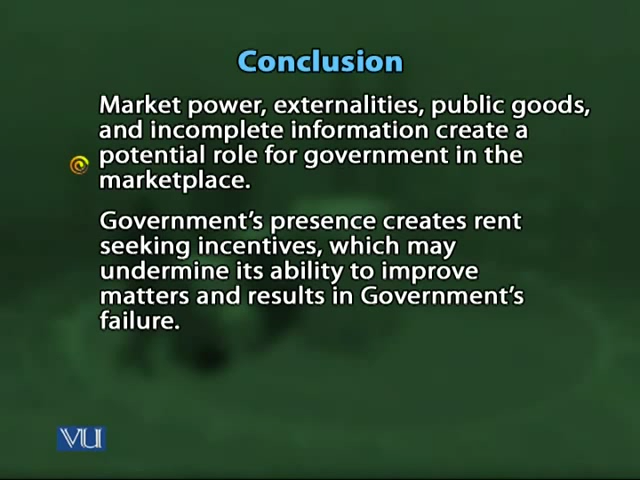 Conclusion
Market power, externalities, public goods,
and incomplete information create a
potential role for government in the
marketplace.
Government's presence creates rent
seeking incentives, which may
undermine its ability to improve
matters and results in Government's
failure.
VU